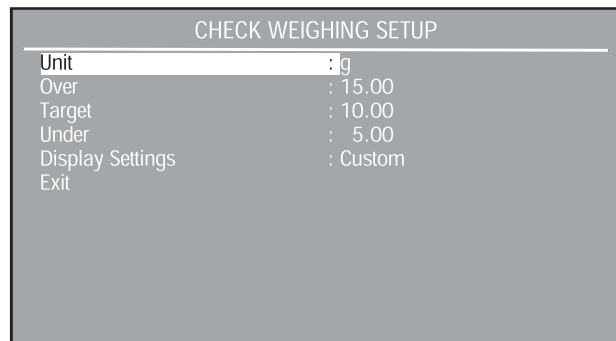 CHECK WEIGHING SETUP
Unit : g
Over : 15.00
Target : 10.00
Under : 5.00
Display Settings : Custom
Exit